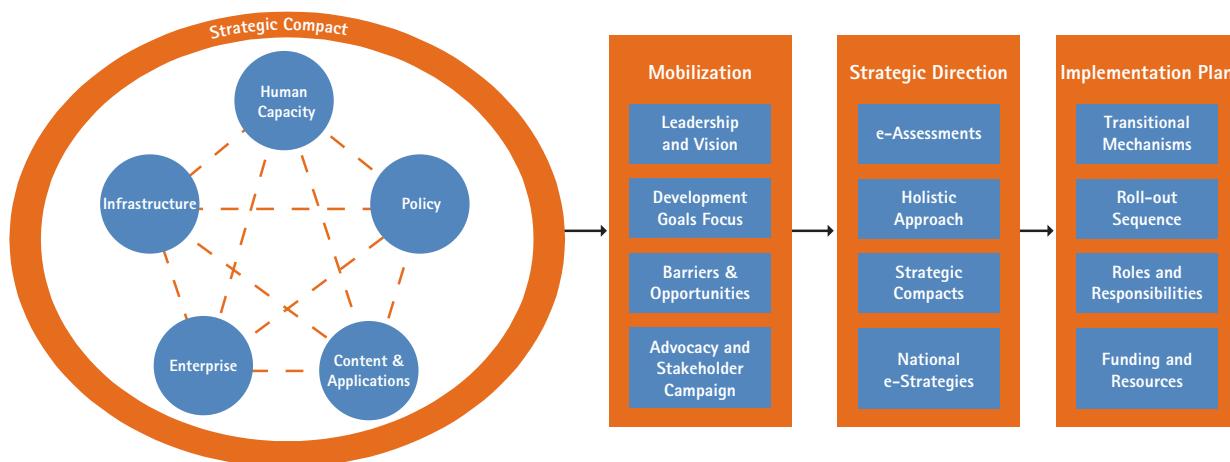 Strategic Compact
Human
Capacity
Infrastructure
Policy
Enterprise
Content &
Applications
Mobilization
Leadership
and Vision
Development
Goals Focus
Barriers &
Opportunities
Advocacy and
Stakeholder
Campaign
Strategic Direction
e-Assessments
Holistic
Approach
Strategic
Compacts
National
e-Strategies
Implementation Plan
Transitional
Mechanisms
Roll-out
Sequence
Roles and
Responsibilities
Funding and
Resources